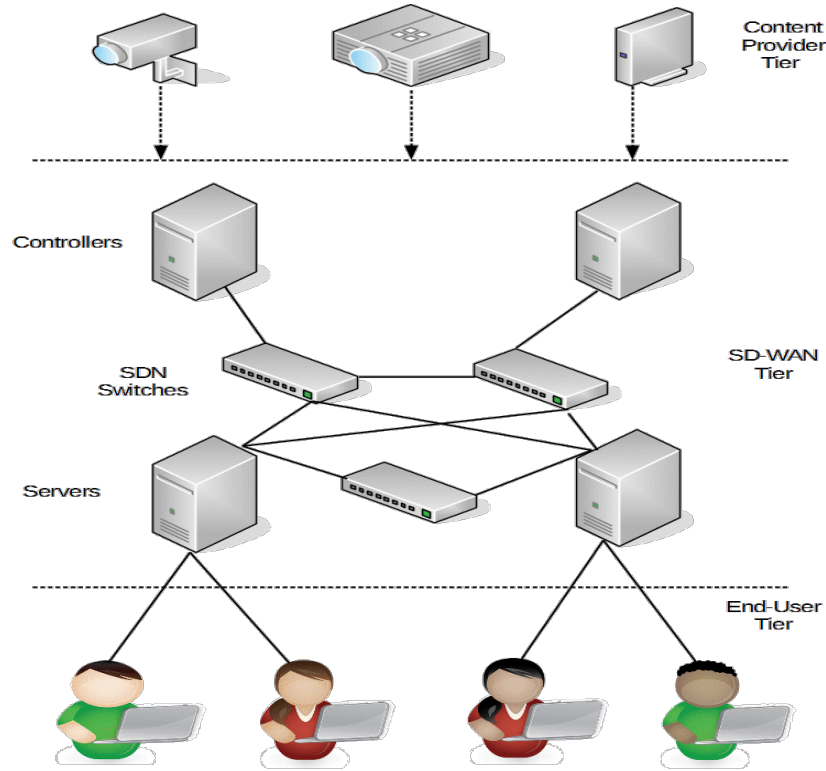 Content
Provider
Tier
Controllers
SDN
Switches
SD-WAN
Tier
Servers
End-User
Tier